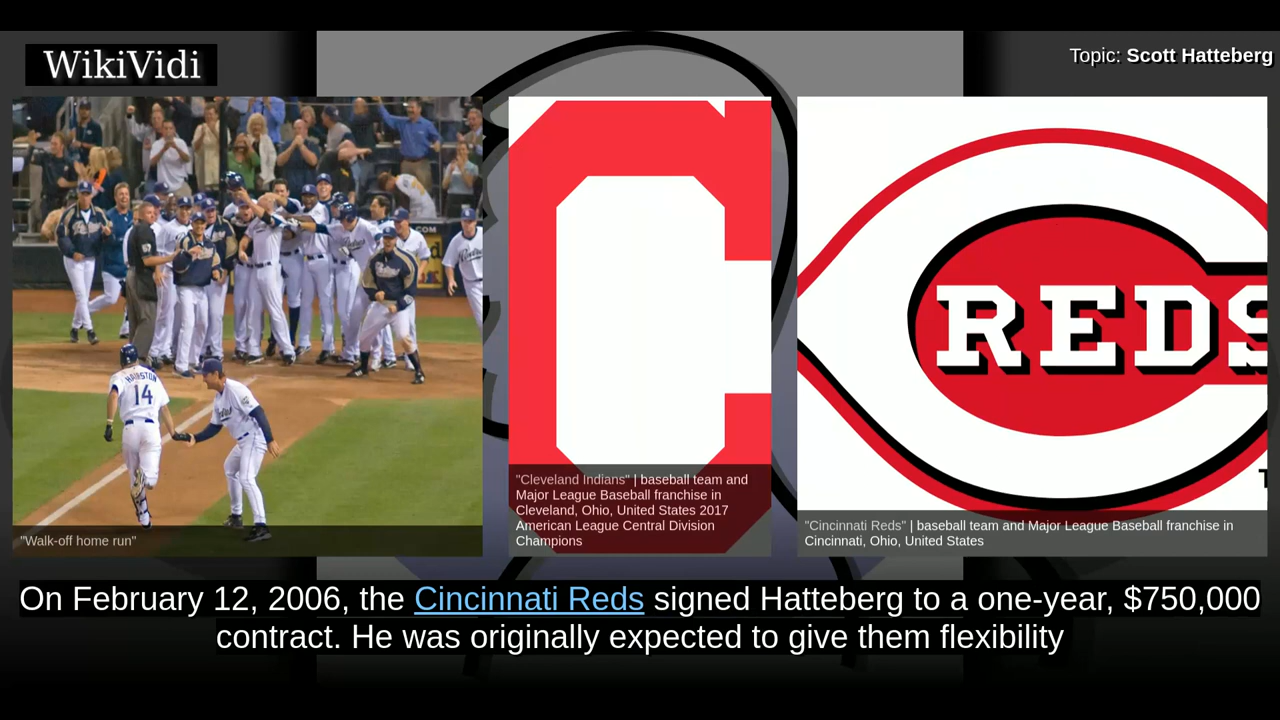 WikiVidi
Topic: Scott Hatteberg
.COM
HAIRSTON
14
"Walk-off home run"
"Cleveland Indians" | baseball team and
Major League Baseball franchise in
Cleveland, Ohio, United States 2017
American League Central Division
Champions
REDS
"Cincinnati Reds" | baseball team and Major League Baseball franchise in
Cincinnati, Ohio, United States
On February 12, 2006, the Cincinnati Reds signed Hatteberg to a one-year, $750,000
contract. He was originally expected to give them flexibility